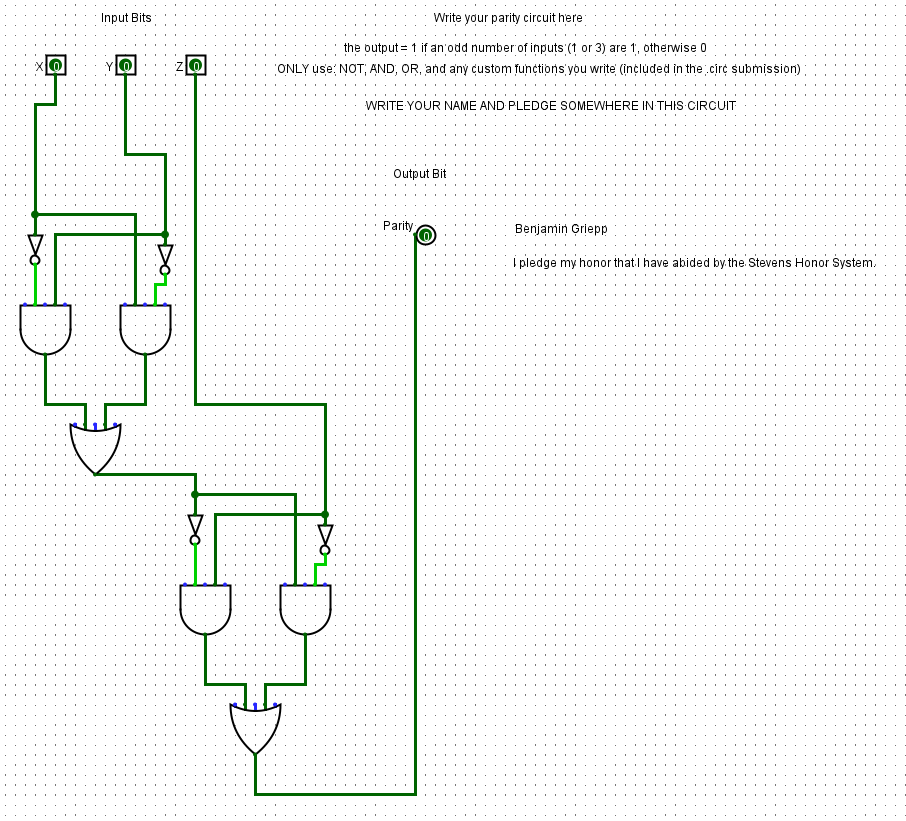 Input Bits
Write your parity circuit here
the output = 1 if an odd number of inputs (1 or 3) are 1, otherwise 0
ONLY use: NOT, AND, OR, and any custom functions you write (included in the .circ submission)
X 0 Y 0 Z 0
WRITE YOUR NAME AND PLEDGE SOMEWHERE IN THIS CIRCUIT
Output Bit
Parity 0
Benjamin Griepp
I pledge my honor that I have abided by the Stevens Honor System.